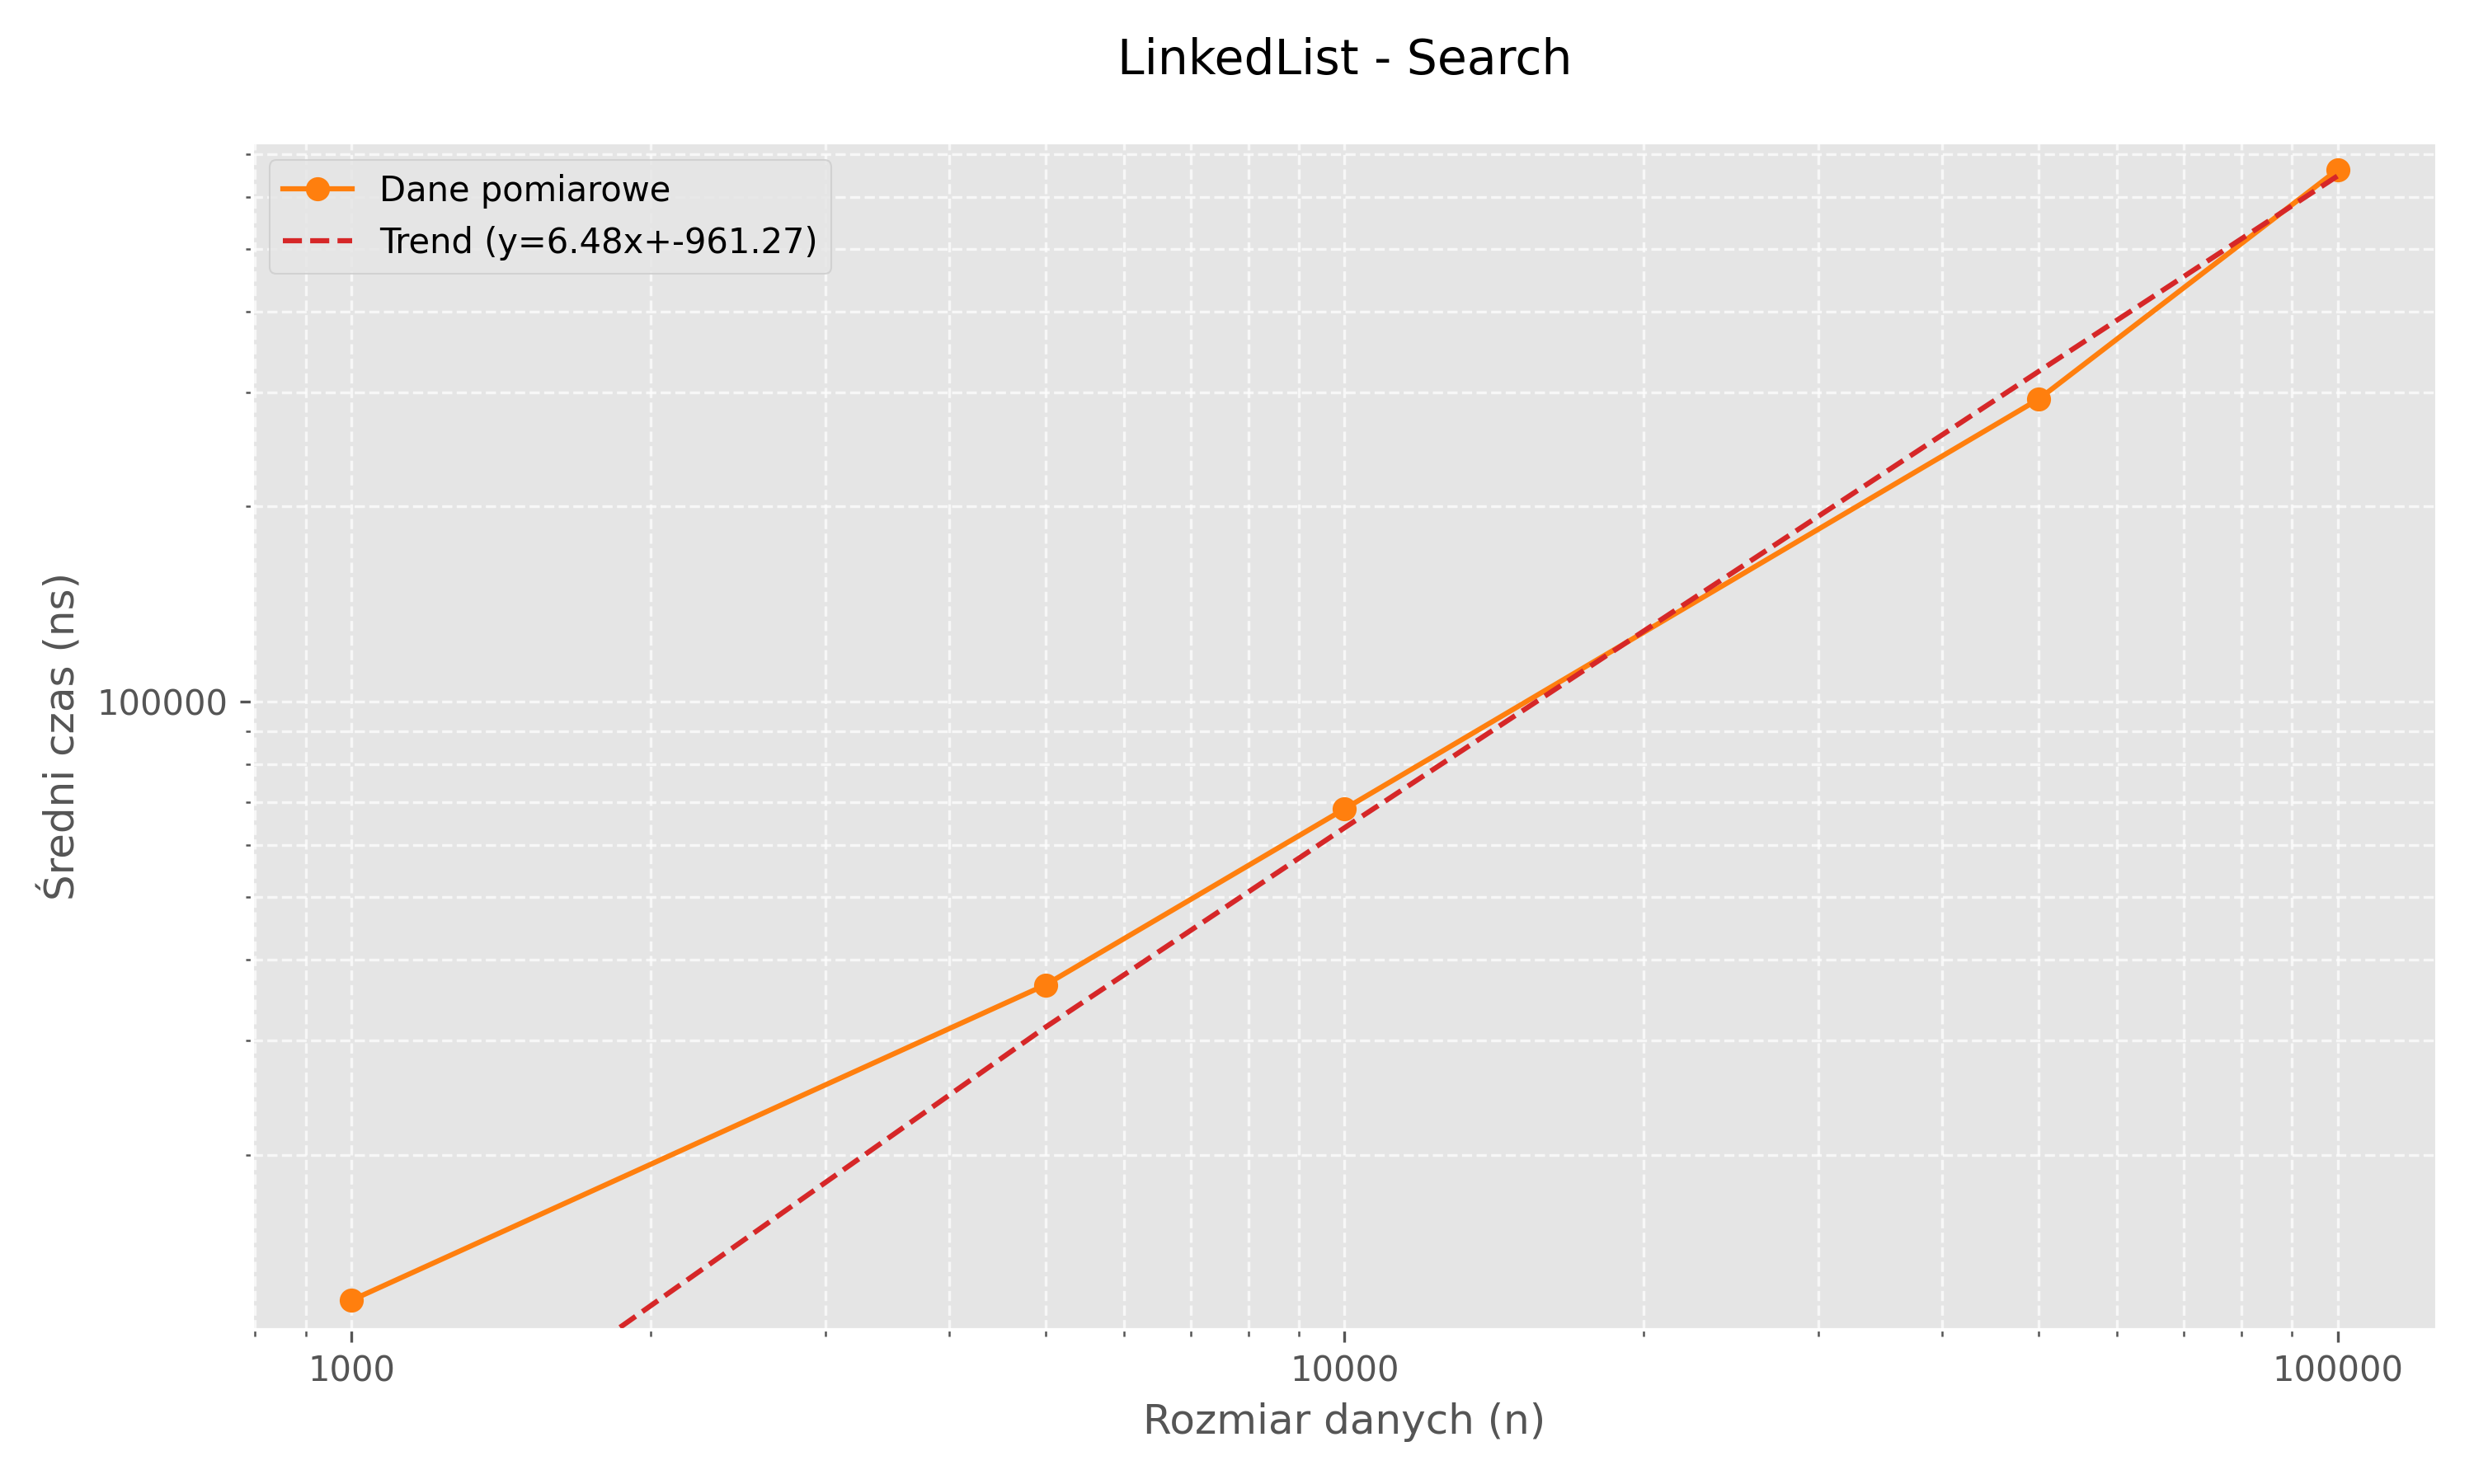 LinkedList - Search
Dane pomiarowe
Trend (y=6.48x+-961.27)
Średni czas (ns)
100000
1000
10000
100000
Rozmiar danych (n)